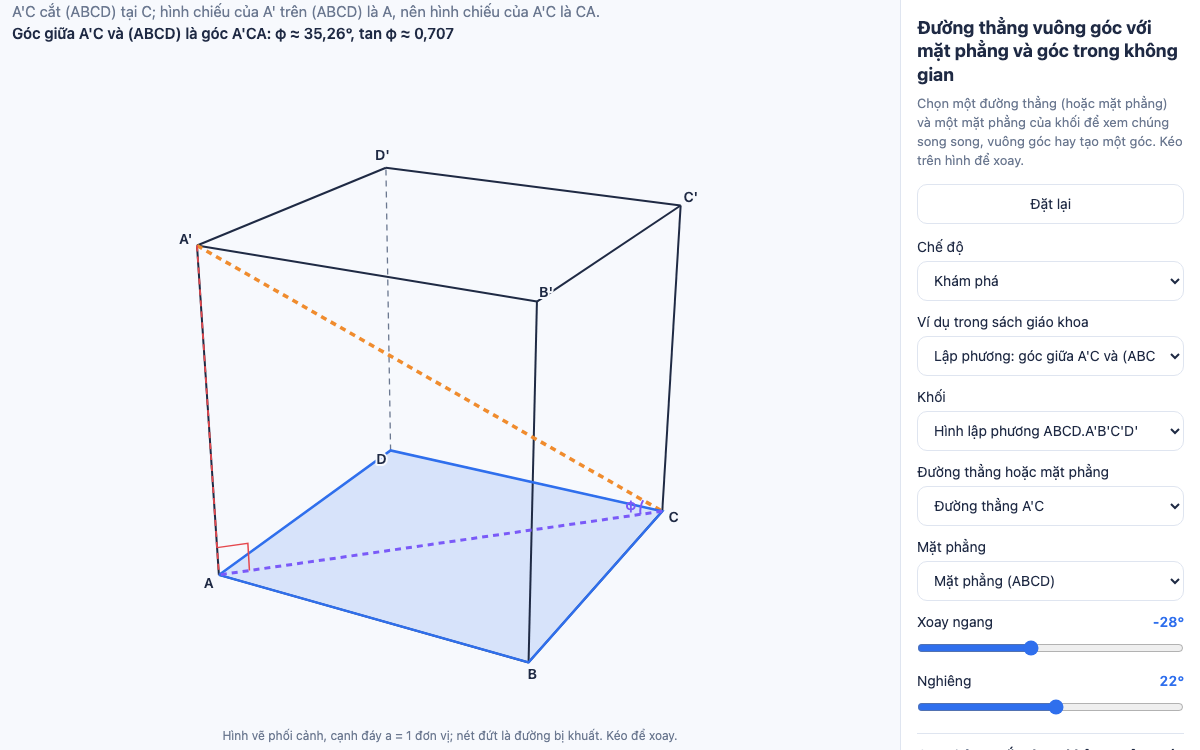 A'C cắt (ABCD) tại C; hình chiếu của A' trên (ABCD) là A, nên hình chiếu của A'C là CA.
Góc giữa A'C và (ABCD) là góc A'CA: φ ≈ 35,26°, tan φ ≈ 0,707
D'
C'
A'
B'
D
φ
C
A
B
Hình vẽ phối cảnh, cạnh đáy a = 1 đơn vị; nét đứt là đường bị khuất. Kéo để xoay.
Đường thẳng vuông góc với
mặt phẳng và góc trong không
gian
Chọn một đường thẳng (hoặc mặt phẳng)
và một mặt phẳng của khối để xem chúng
song song, vuông góc hay tạo một góc. Kéo
trên hình để xoay.
Đặt lại
Chế độ
Khám phá
Ví dụ trong sách giáo khoa
Lập phương: góc giữa A'C và (ABC
Khối
Hình lập phương ABCD.A'B'C'D'
Đường thẳng hoặc mặt phẳng
Đường thẳng A'C
Mặt phẳng
Mặt phẳng (ABCD)
Xoay ngang
-28°
Nghiêng
22°